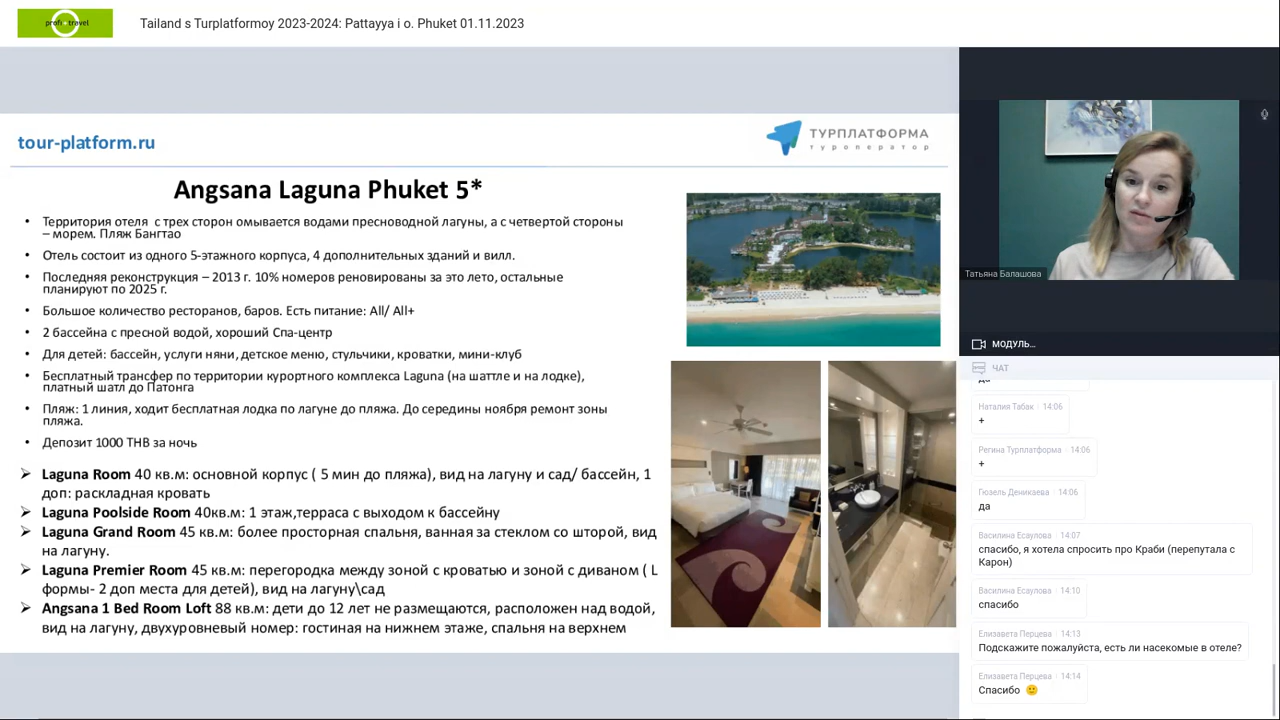 profi travel
Tailand s Turplatformoy 2023-2024: Pattayya i o. Phuket 01.11.2023
tour-platform.ru
ТУРПЛАТФОРМА
туроператор
Angsana Laguna Phuket 5*
• Территория отеля с трех сторон омывается водами пресноводной лагуны, а с четвертой стороны
– морем. Пляж Бангтао
• Отель состоит из одного 5-этажного корпуса, 4 дополнительных зданий и вилл.
• Последняя реконструкция – 2013 г. 10% номеров реновированы за это лето, остальные
планируют по 2025 г.
• Большое количество ресторанов, баров. Есть питание: All/ All+
• 2 бассейна с пресной водой, хороший Спа-центр
• Для детей: бассейн, услуги няни, детское меню, стульчики, кроватки, мини-клуб
• Бесплатный трансфер по территории курортного комплекса Laguna (на шаттле и на лодке),
платный шатл до Патонга
• Пляж: 1 линия, ходит бесплатная лодка по лагуне до пляжа. До середины ноября ремонт зоны
пляжа.
• Депозит 1000 THB за ночь
➢ Laguna Room 40 кв.м: основной корпус ( 5 мин до пляжа), вид на лагуну и сад/ бассейн, 1
доп: раскладная кровать
➢ Laguna Poolside Room 40кв.м: 1 этаж,терраса с выходом к бассейну
➢ Laguna Grand Room 45 кв.м: более просторная спальня, ванная за стеклом со шторой, вид
на лагуну.
➢ Laguna Premier Room 45 кв.м: перегородка между зоной с кроватью и зоной с диваном ( L
формы- 2 доп места для детей), вид на лагуну\сад
➢ Angsana 1 Bed Room Loft 88 кв.м: дети до 12 лет не размещаются, расположен над водой,
вид на лагуну, двухуровневый номер: гостиная на нижнем этаже, спальня на верхнем
Татьяна Балашова
МОДУЛЬ...
ЧАТ
да
Наталия Табак 14:06
+
Регина Турплатформа 14:06
+
Гюзель Деникаева 14:06
да
Василина Есаулова 14:07
спасибо, я хотела спросить про Краби (перепутала с
Карон)
Василина Есаулова 14:10
спасибо
Елизавета Перцева 14:13
Подскажите пожалуйста, есть ли насекомые в отеле?
Елизавета Перцева 14:14
Спасибо 🙂